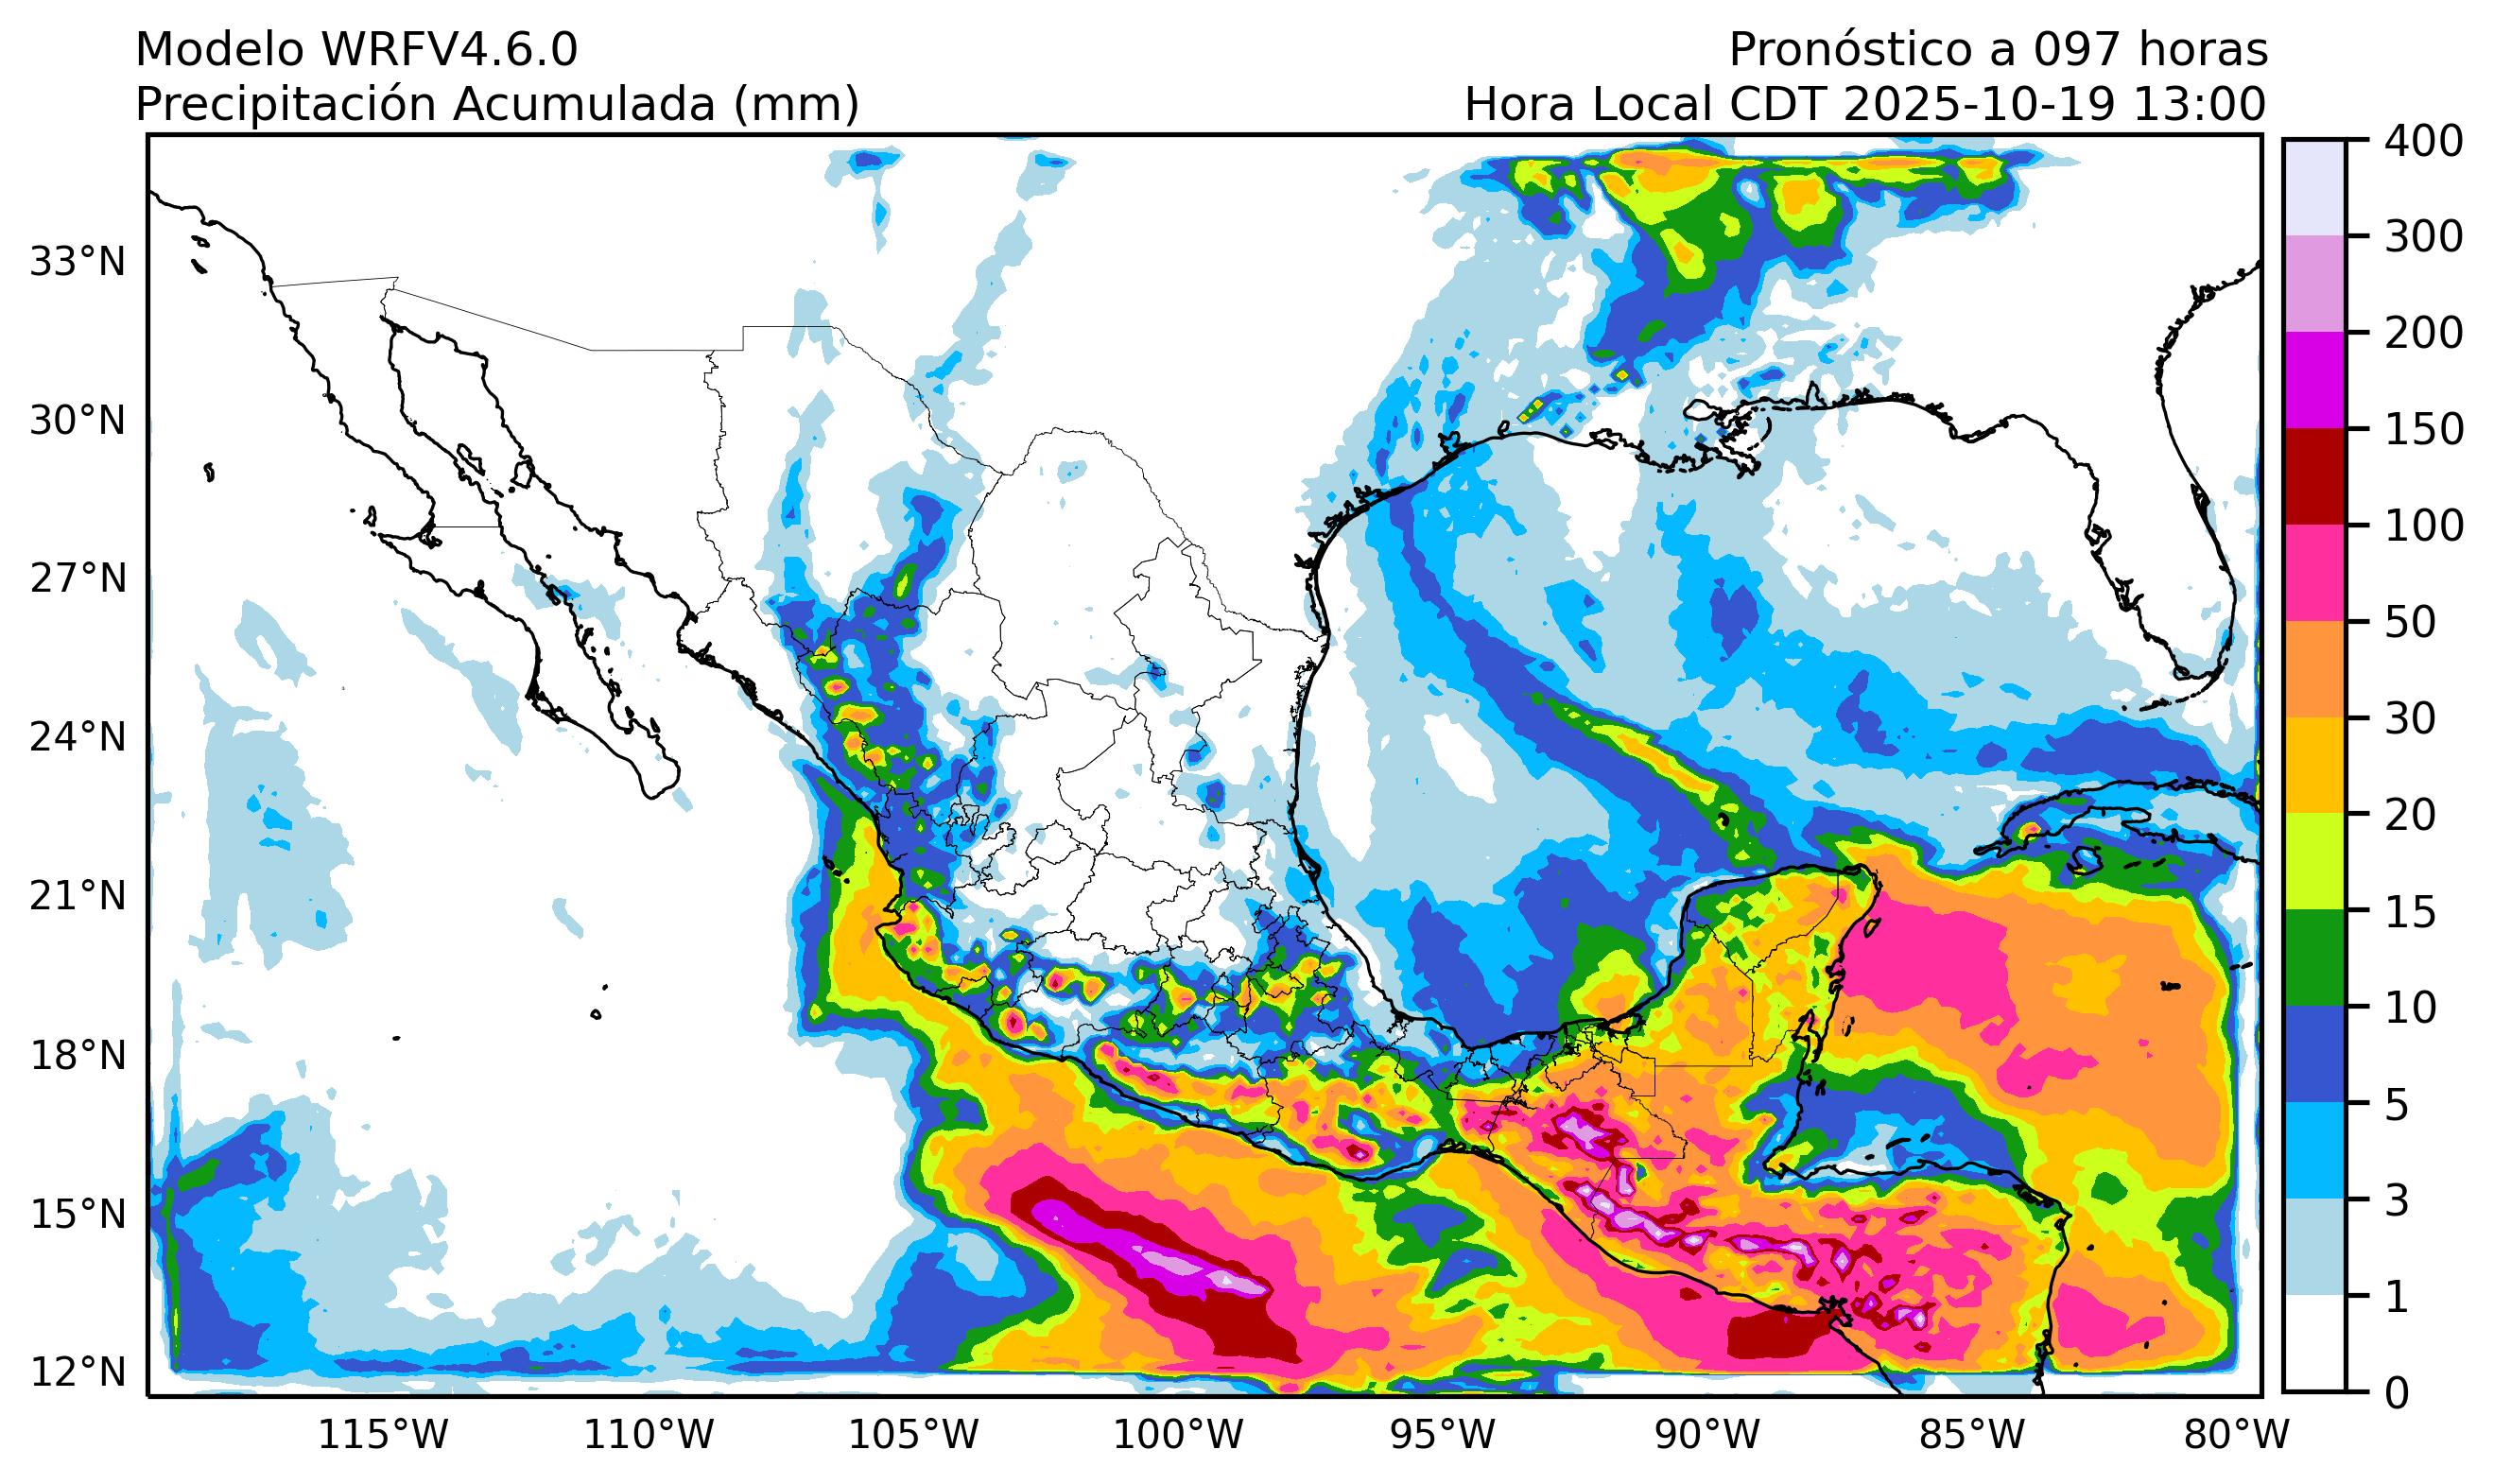 Modelo WRFV4.6.0
Pronóstico a 097 horas
Precipitación Acumulada (mm)
Hora Local CDT 2025-10-19 13:00
400
300
200
150
100
50
30
20
15
10
5
3
1
0
33°N
30°N
27°N
24°N
21°N
18°N
15°N
12°N
115°W
110°W
105°W
100°W
95°W
90°W
85°W
80°W